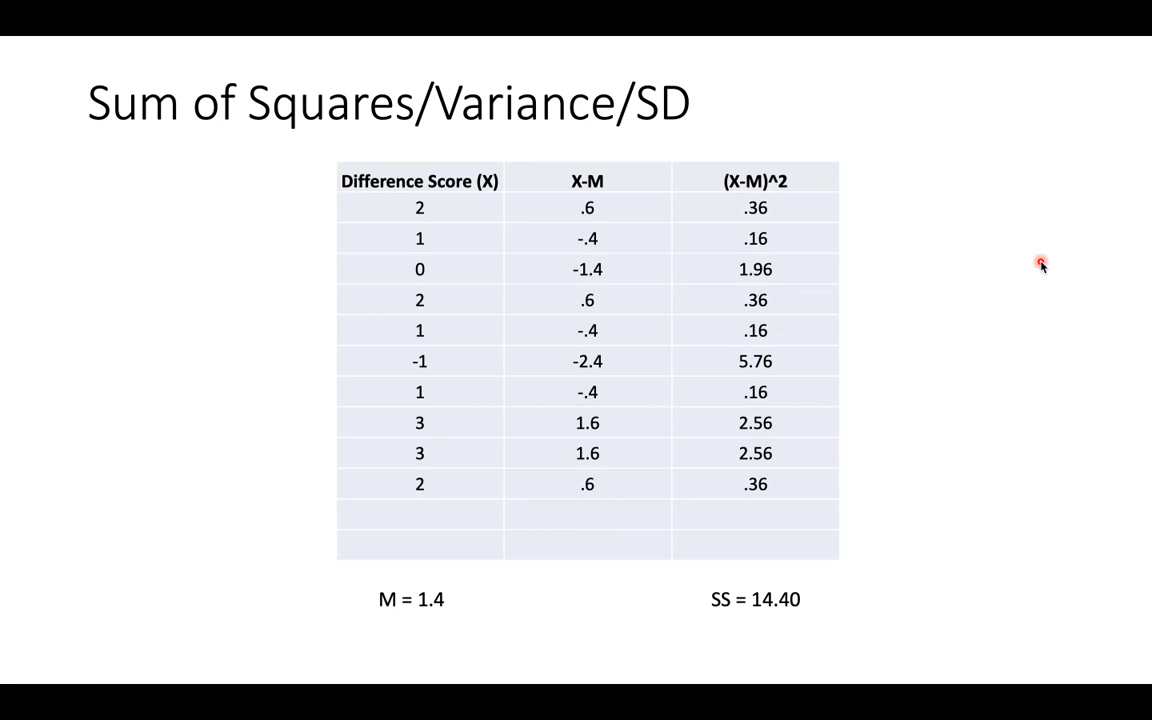 Sum of Squares/Variance/SD
Difference Score (X) X-M (X-M)^2
2 .6 .36
1 -.4 .16
0 -1.4 1.96
2 .6 .36
1 -.4 .16
-1 -2.4 5.76
1 -.4 .16
3 1.6 2.56
3 1.6 2.56
2 .6 .36
M = 1.4 SS = 14.40